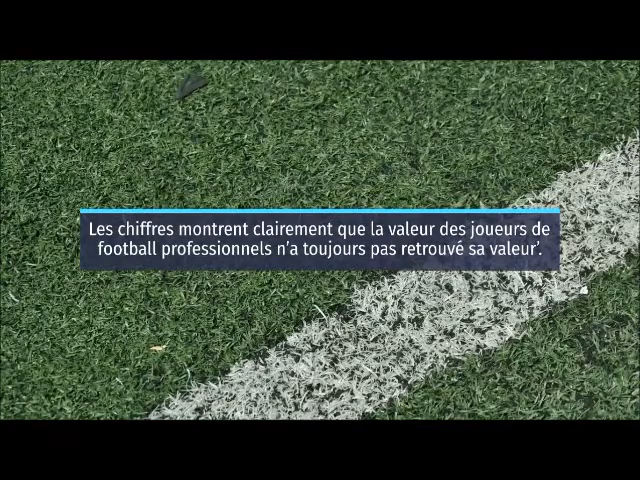 Les chiffres montrent clairement que la valeur des joueurs de
football professionnels n'a toujours pas retrouvé sa valeur'.